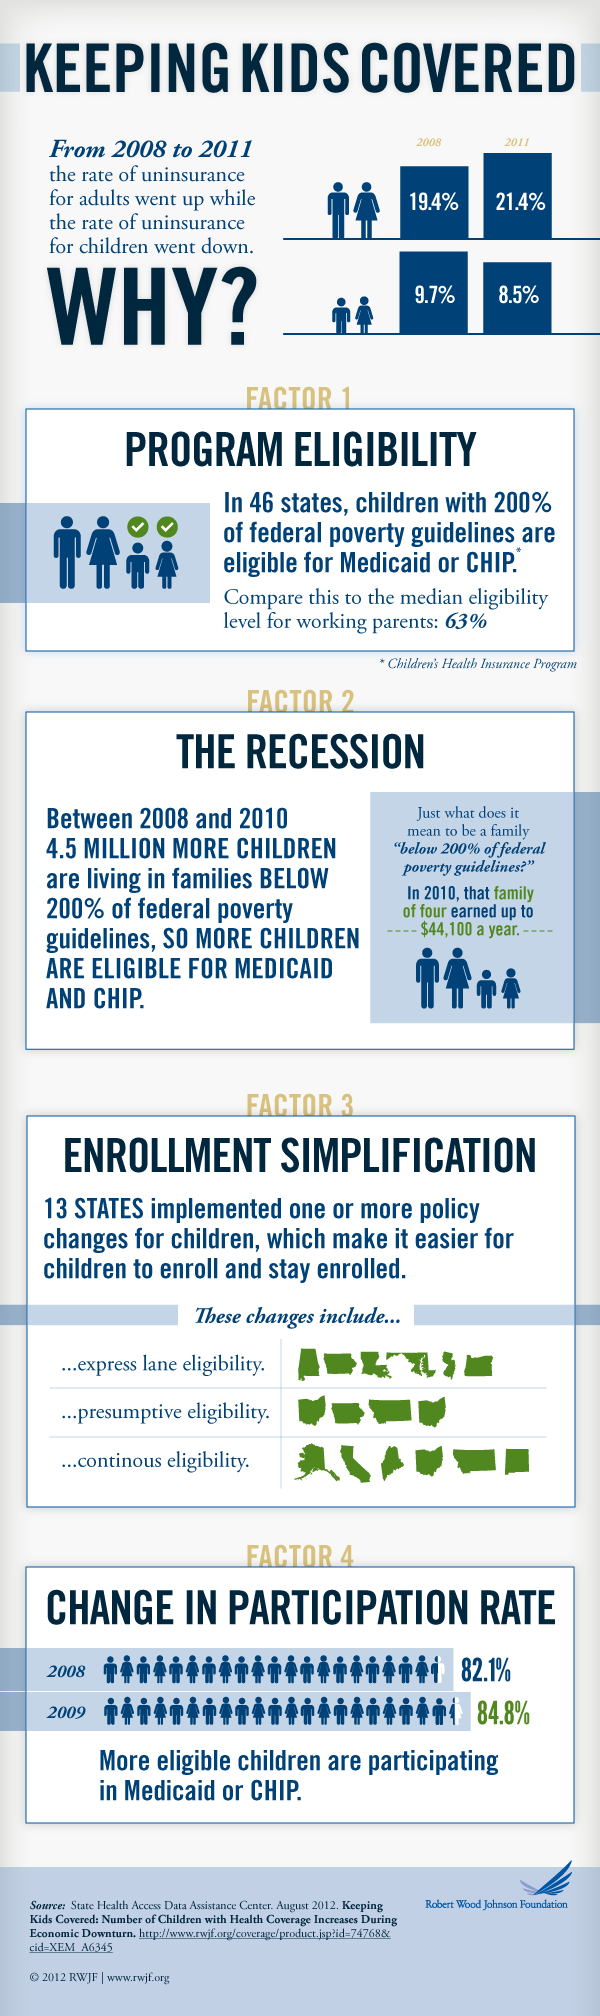 KEEPING KIDS COVERED
From 2008 to 2011
the rate of uninsurance
for adults went up while
the rate of uninsurance
for children went down.
WHY?
2008 2011
19.4% 21.4%
9.7% 8.5%
FACTOR 1
PROGRAM ELIGIBILITY
In 46 states, children with 200%
of federal poverty guidelines are
eligible for Medicaid or CHIP.*
Compare this to the median eligibility
level for working parents: 63%
* Children's Health Insurance Program
FACTOR 2
THE RECESSION
Between 2008 and 2010
4.5 MILLION MORE CHILDREN
are living in families BELOW
200% of federal poverty
guidelines, SO MORE CHILDREN
ARE ELIGIBLE FOR MEDICAID
AND CHIP.
Just what does it
mean to be a family
“below 200% of federal
poverty guidelines?”
In 2010, that family
of four earned up to
---- $44,100 a year. ----
FACTOR 3
ENROLLMENT SIMPLIFICATION
13 STATES implemented one or more policy
changes for children, which make it easier for
children to enroll and stay enrolled.
These changes include...
...express lane eligibility.
...presumptive eligibility.
...continous eligibility.
FACTOR 4
CHANGE IN PARTICIPATION RATE
2008 82.1%
2009 84.8%
More eligible children are participating
in Medicaid or CHIP.
Robert Wood Johnson Foundation
Source: State Health Access Data Assistance Center. August 2012. Keeping
Kids Covered: Number of Children with Health Coverage Increases During
Economic Downturn. http://www.rwjf.org/coverage/product.jsp?id=74768&
cid=XEM_A6345
© 2012 RWJF | www.rwjf.org